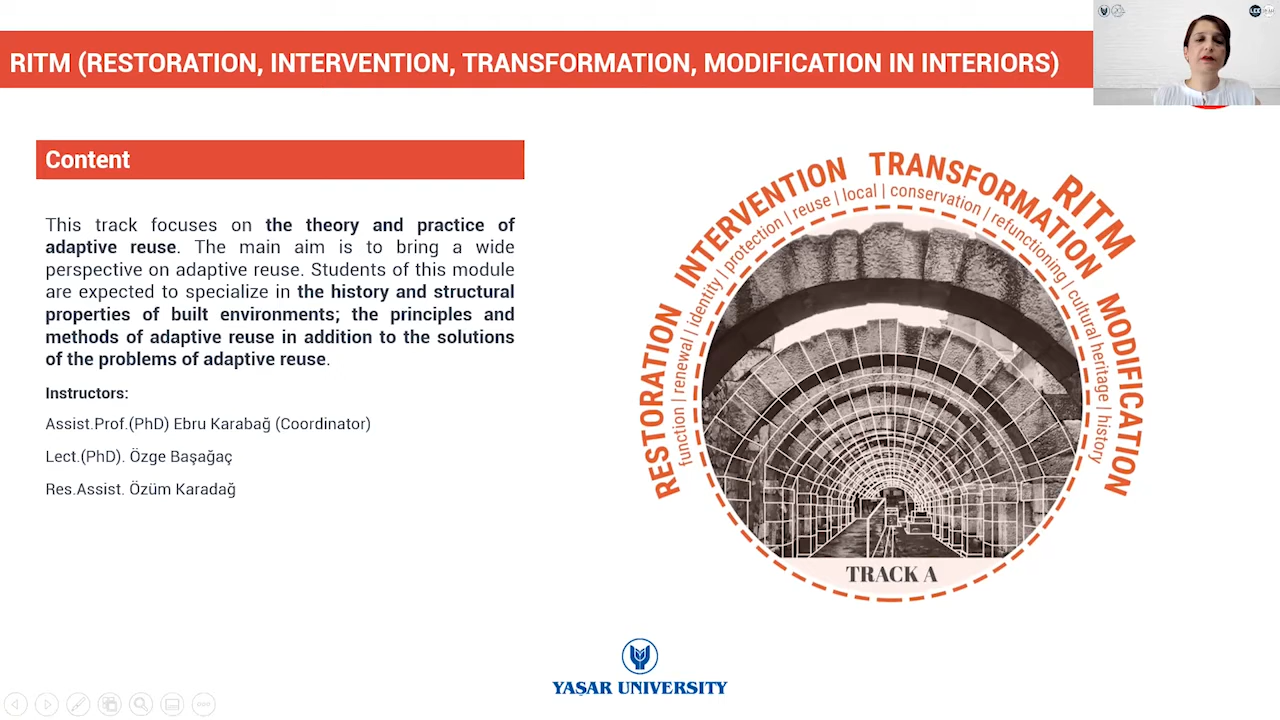 RITM (RESTORATION, INTERVENTION, TRANSFORMATION, MODIFICATION IN INTERIORS)
Content
This track focuses on the theory and practice of
adaptive reuse. The main aim is to bring a wide
perspective on adaptive reuse. Students of this module
are expected to specialize in the history and structural
properties of built environments; the principles and
methods of adaptive reuse in addition to the solutions
of the problems of adaptive reuse.
Instructors:
Assist.Prof.(PhD) Ebru Karabağ (Coordinator)
Lect.(PhD). Özge Başağaç
Res.Assist. Özüm Karadağ
RITM
RESTORATION INTERVENTION TRANSFORMATION MODIFICATION
function | renewal | identity | protection | reuse | local | conservation | refunctioning | cultural heritage | history
TRACK A
YAŞAR UNIVERSITY